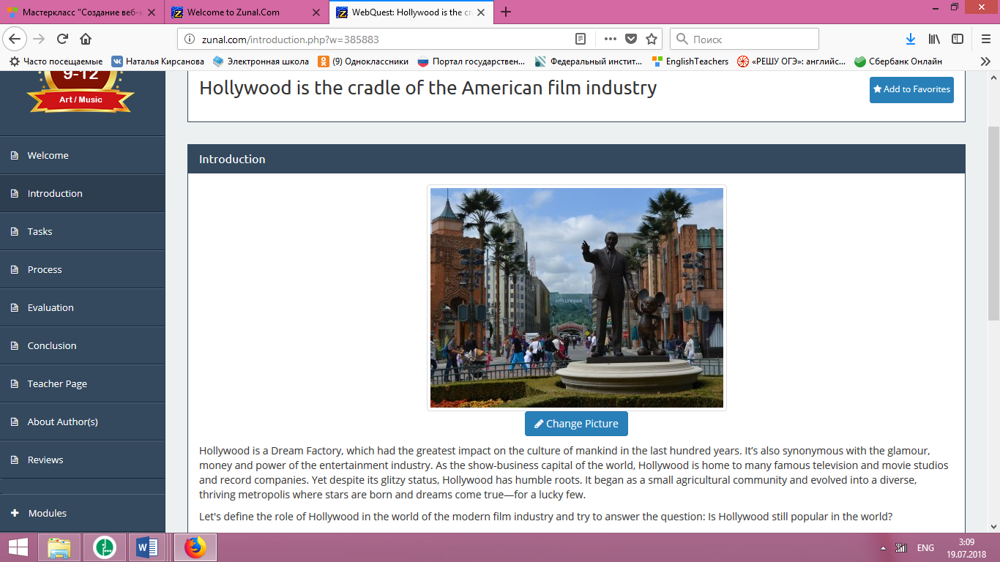 Мастеркласс "Создание веб-к
Welcome to Zunal.Com
WebQuest: Hollywood is the cr
zunal.com/introduction.php?w=385883
Поиск
Часто посещаемые
Наталья Кирсанова
Электронная школа
(9) Одноклассники
Портал государствен...
Федеральный инстит...
EnglishTeachers
«РЕШУ ОГЭ»: английс...
Сбербанк Онлайн
9-12
Art / Music
Hollywood is the cradle of the American film industry
Add to Favorites
Welcome
Introduction
Tasks
Process
Evaluation
Conclusion
Teacher Page
About Author(s)
Reviews
Modules
Introduction
HOLLYWOOD
Change Picture
Hollywood is a Dream Factory, which had the greatest impact on the culture of mankind in the last hundred years. It’s also synonymous with the glamour,
money and power of the entertainment industry. As the show-business capital of the world, Hollywood is home to many famous television and movie studios
and record companies. Yet despite its glitzy status, Hollywood has humble roots. It began as a small agricultural community and evolved into a diverse,
thriving metropolis where stars are born and dreams come true—for a lucky few.
Let's define the role of Hollywood in the world of the modern film industry and try to answer the question: Is Hollywood still popular in the world?
ENG
3:09
19.07.2018